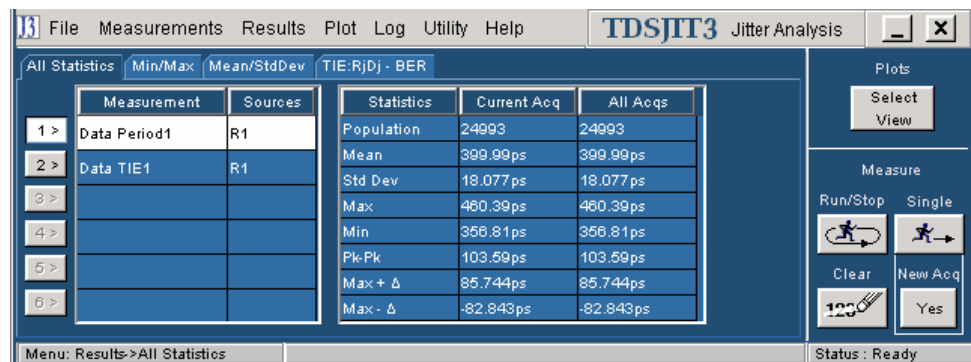 J3 File Measurements Results Plot Log Utility Help TDSJIT3 Jitter Analysis
All Statistics Min/Max Mean/StdDev TIE:RjDj - BER
Measurement Sources
1 > Data Period1 R1
2 > Data TIE1 R1
3 >
4 >
5 >
6 >
Statistics Current Acq All Acqs
Population 24993 24993
Mean 399.99ps 399.99ps
Std Dev 18.077ps 18.077ps
Max 460.39ps 460.39ps
Min 356.81ps 356.81ps
Pk-Pk 103.59ps 103.59ps
Max + Δ 85.744ps 85.744ps
Max - Δ -82.843ps -82.843ps
Plots
Select
View
Measure
Run/Stop Single
Clear New Acq
123 Yes
Menu: Results->All Statistics
Status : Ready